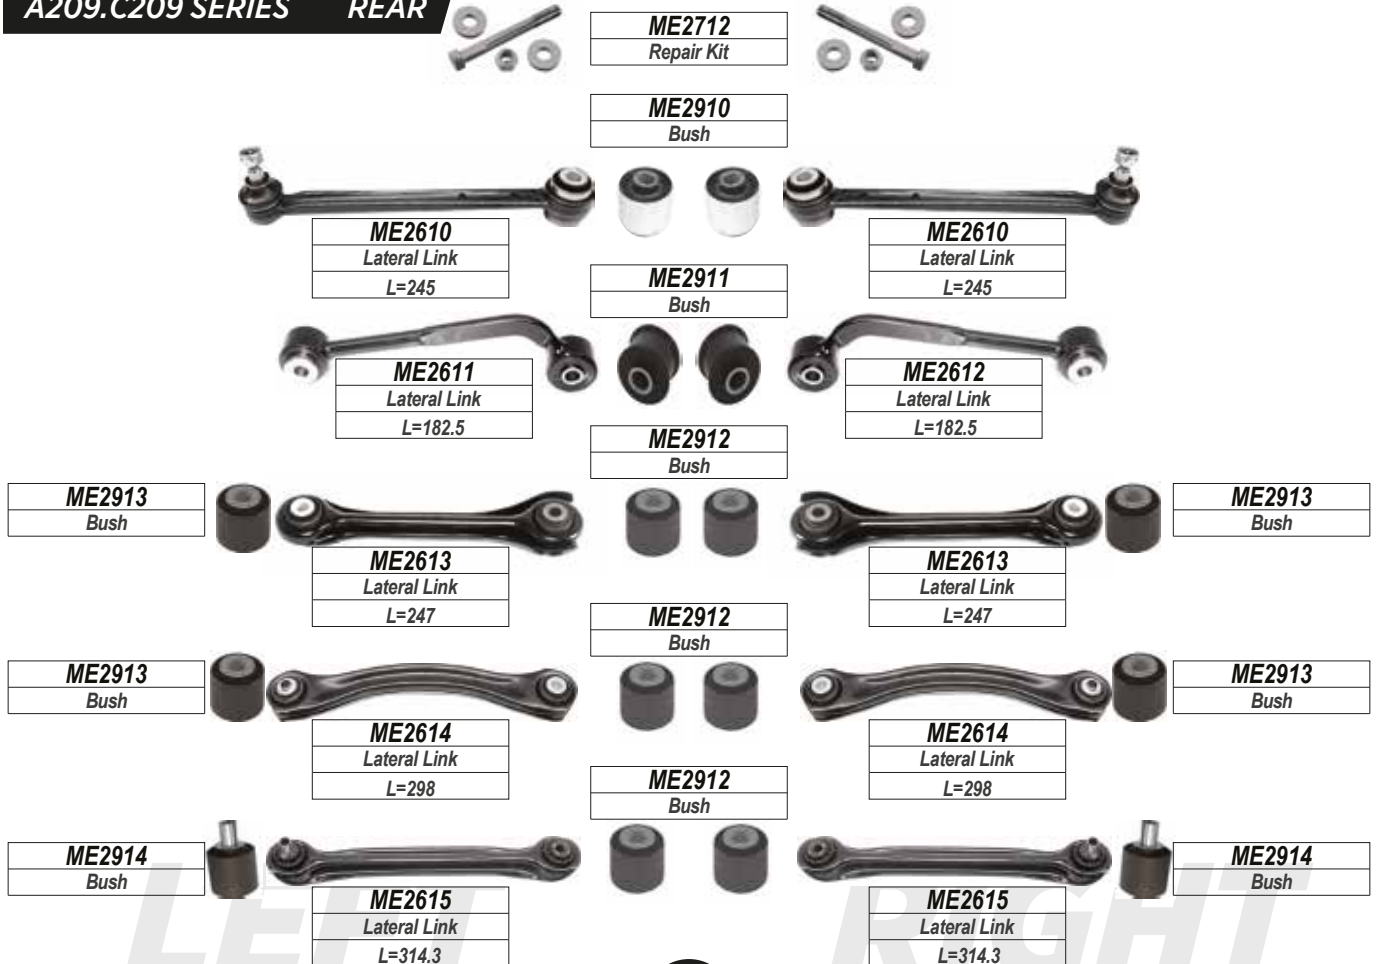 A209.C209 SERIES REAR
ME2712
Repair Kit
ME2910
Bush
ME2610
Lateral Link
L=245
ME2610
Lateral Link
L=245
ME2911
Bush
ME2611
Lateral Link
L=182.5
ME2612
Lateral Link
L=182.5
ME2912
Bush
ME2913
Bush
ME2913
Bush
ME2613
Lateral Link
L=247
ME2613
Lateral Link
L=247
ME2912
Bush
ME2913
Bush
ME2913
Bush
ME2614
Lateral Link
L=298
ME2614
Lateral Link
L=298
ME2912
Bush
ME2914
Bush
ME2914
Bush
ME2615
Lateral Link
L=314.3
ME2615
Lateral Link
L=314.3
LEFT
RIGHT